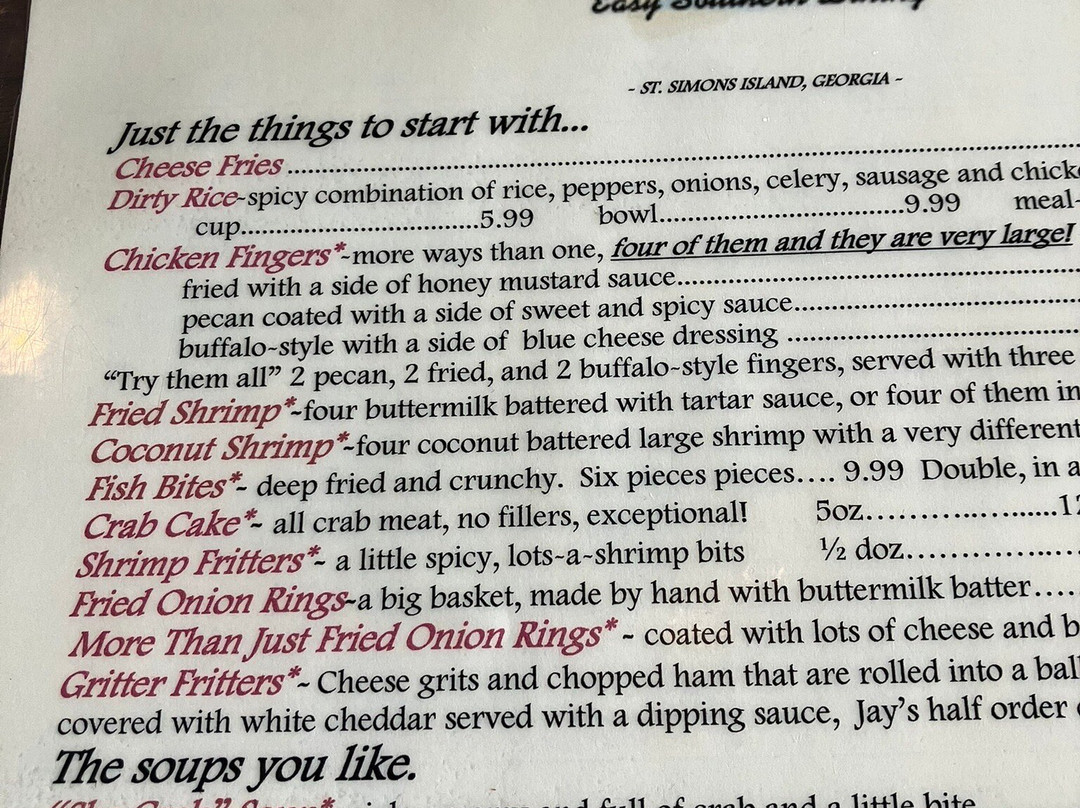 Easy Southern Dining
- ST. SIMONS ISLAND, GEORGIA -
Just the things to start with...
Cheese Fries........................................................................
Dirty Rice~spicy combination of rice, peppers, onions, celery, sausage and chick
cup.................................5.99 bowl.................................9.99 meal-
Chicken Fingers*~more ways than one, four of them and they are very large!
fried with a side of honey mustard sauce..........................
pecan coated with a side of sweet and spicy sauce..........................
buffalo~style with a side of blue cheese dressing ..........................
“Try them all” 2 pecan, 2 fried, and 2 buffalo~style fingers, served with three
Fried Shrimp*~four buttermilk battered with tartar sauce, or four of them in
Coconut Shrimp*~four coconut battered large shrimp with a very different
Fish Bites*~ deep fried and crunchy. Six pieces pieces.... 9.99 Double, in a
Crab Cake*~ all crab meat, no fillers, exceptional! 5oz........................
Shrimp Fritters*~ a little spicy, lots~a~shrimp bits ½ doz........................
Fried Onion Rings~a big basket, made by hand with buttermilk batter.....
More Than Just Fried Onion Rings* ~ coated with lots of cheese and b
Gritter Fritters*~ Cheese grits and chopped ham that are rolled into a ball
covered with white cheddar served with a dipping sauce, Jay’s half order
The soups you like.
full of crab and a little bite